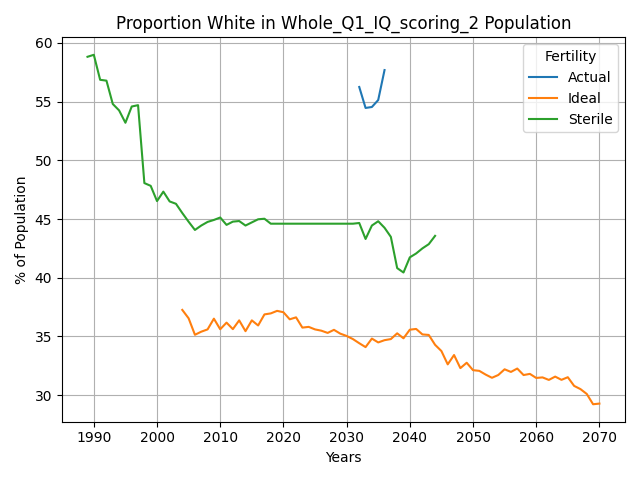 Proportion White in Whole_Q1_IQ_scoring_2 Population
Fertility
Actual
Ideal
Sterile
% of Population
60
55
50
45
40
35
30
1990 2000 2010 2020 2030 2040 2050 2060 2070
Years